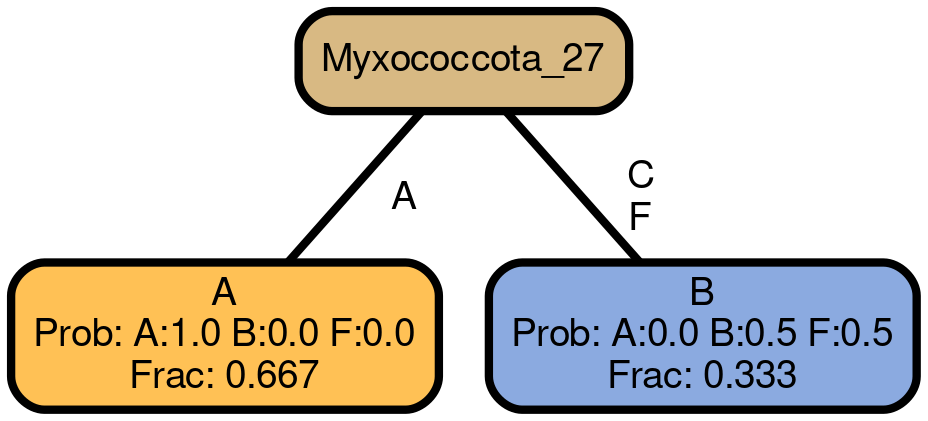 Myxococcota_27
A
C
F
A
Prob: A:1.0 B:0.0 F:0.0
Frac: 0.667
B
Prob: A:0.0 B:0.5 F:0.5
Frac: 0.333